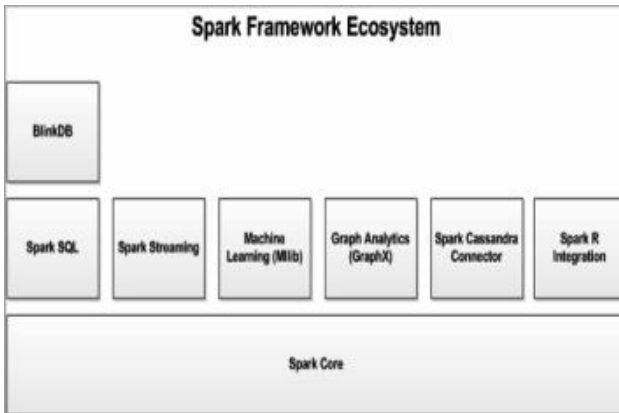 Spark Framework Ecosystem
BlinkDB
Spark SQL
Spark Streaming
Machine
Learning (Mllib)
Graph Analytics
(GraphX)
Spark Cassandra
Connector
Spark R
Integration
Spark Core